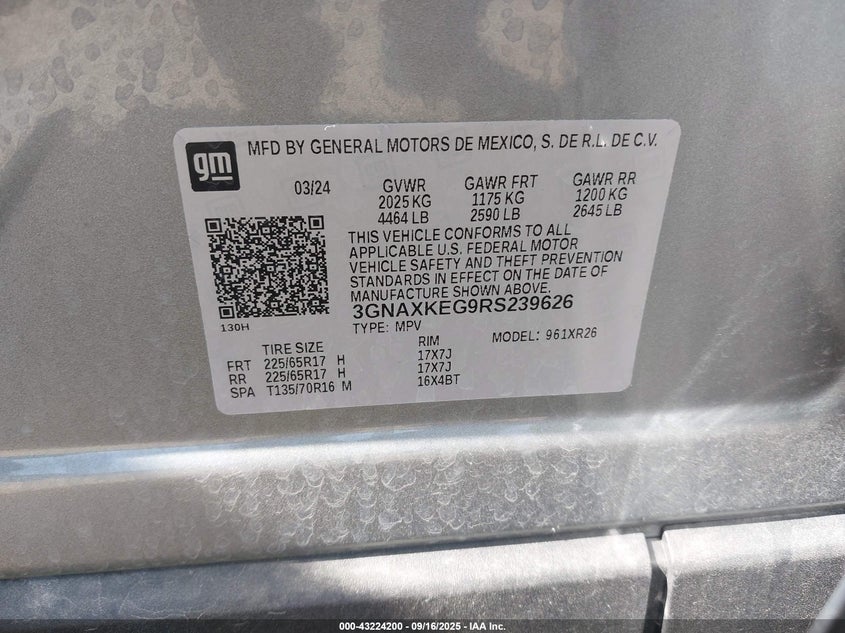 gm
MFD BY GENERAL MOTORS DE MEXICO, S. DE R.L. DE C.V.
03/24 GVWR GAWR FRT GAWR RR
2025 KG 1175 KG 1200 KG
4464 LB 2590 LB 2645 LB
THIS VEHICLE CONFORMS TO ALL
APPLICABLE U.S. FEDERAL MOTOR
VEHICLE SAFETY AND THEFT PREVENTION
STANDARDS IN EFFECT ON THE DATE OF
MANUFACTURE SHOWN ABOVE.
3GNAXKEG9RS239626
130H
TYPE: MPV MODEL: 961XR26
TIRE SIZE RIM
FRT 225/65R17 H 17X7J
RR 225/65R17 H 17X7J
SPA T135/70R16 M 16X4BT
000-43224200 - 09/16/2025 - IAA Inc.